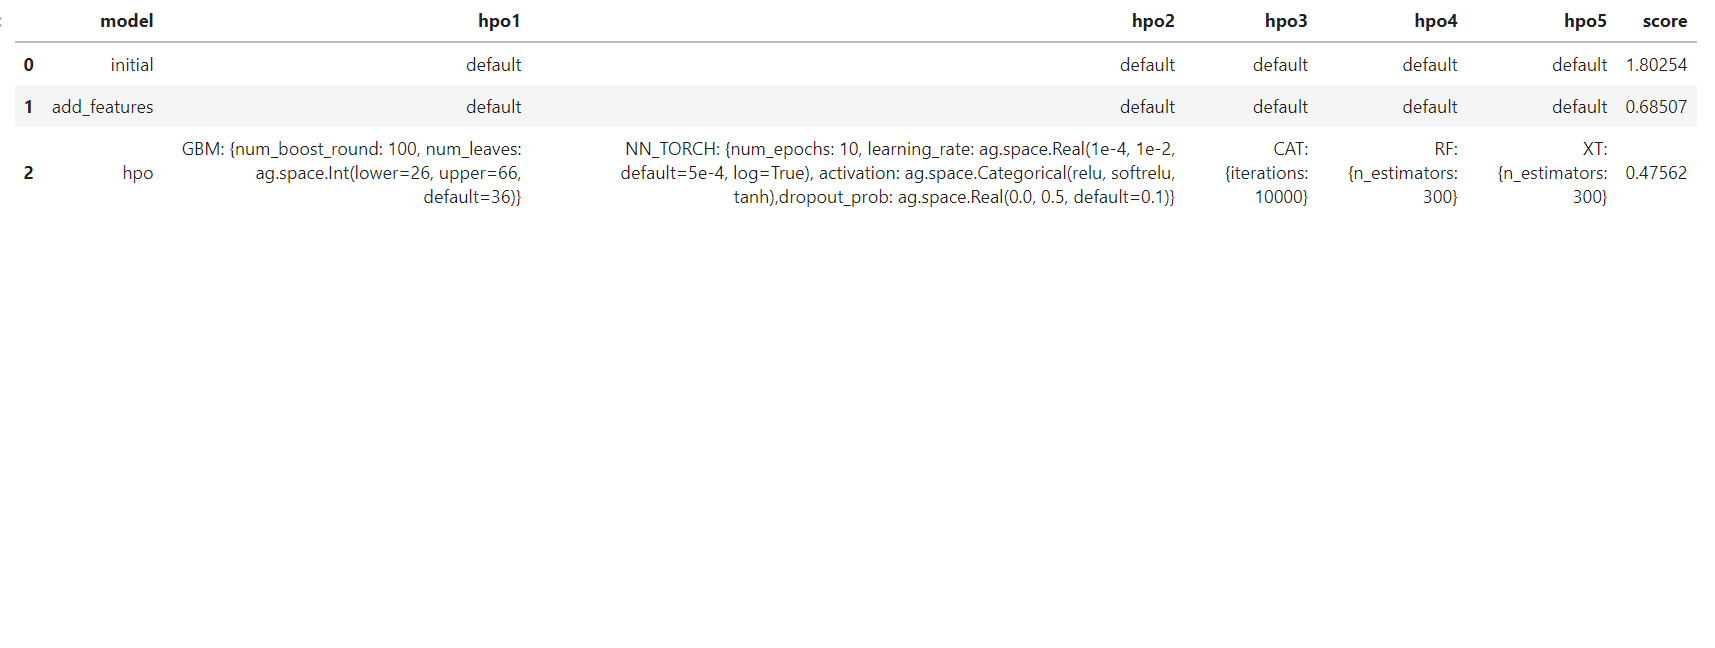 model hpo1 hpo2 hpo3 hpo4 hpo5 score
0 initial default default default default default 1.80254
1 add_features default default default default default 0.68507
GBM: {num_boost_round: 100, num_leaves: NN_TORCH: {num_epochs: 10, learning_rate: ag.space.Real(1e-4, 1e-2, CAT: RF: XT:
2 hpo ag.space.Int(lower=26, upper=66, default=5e-4, log=True), activation: ag.space.Categorical(relu, softrelu, {iterations: {n_estimators: {n_estimators: 0.47562
default=36)} tanh),dropout_prob: ag.space.Real(0.0, 0.5, default=0.1)} 10000} 300} 300}